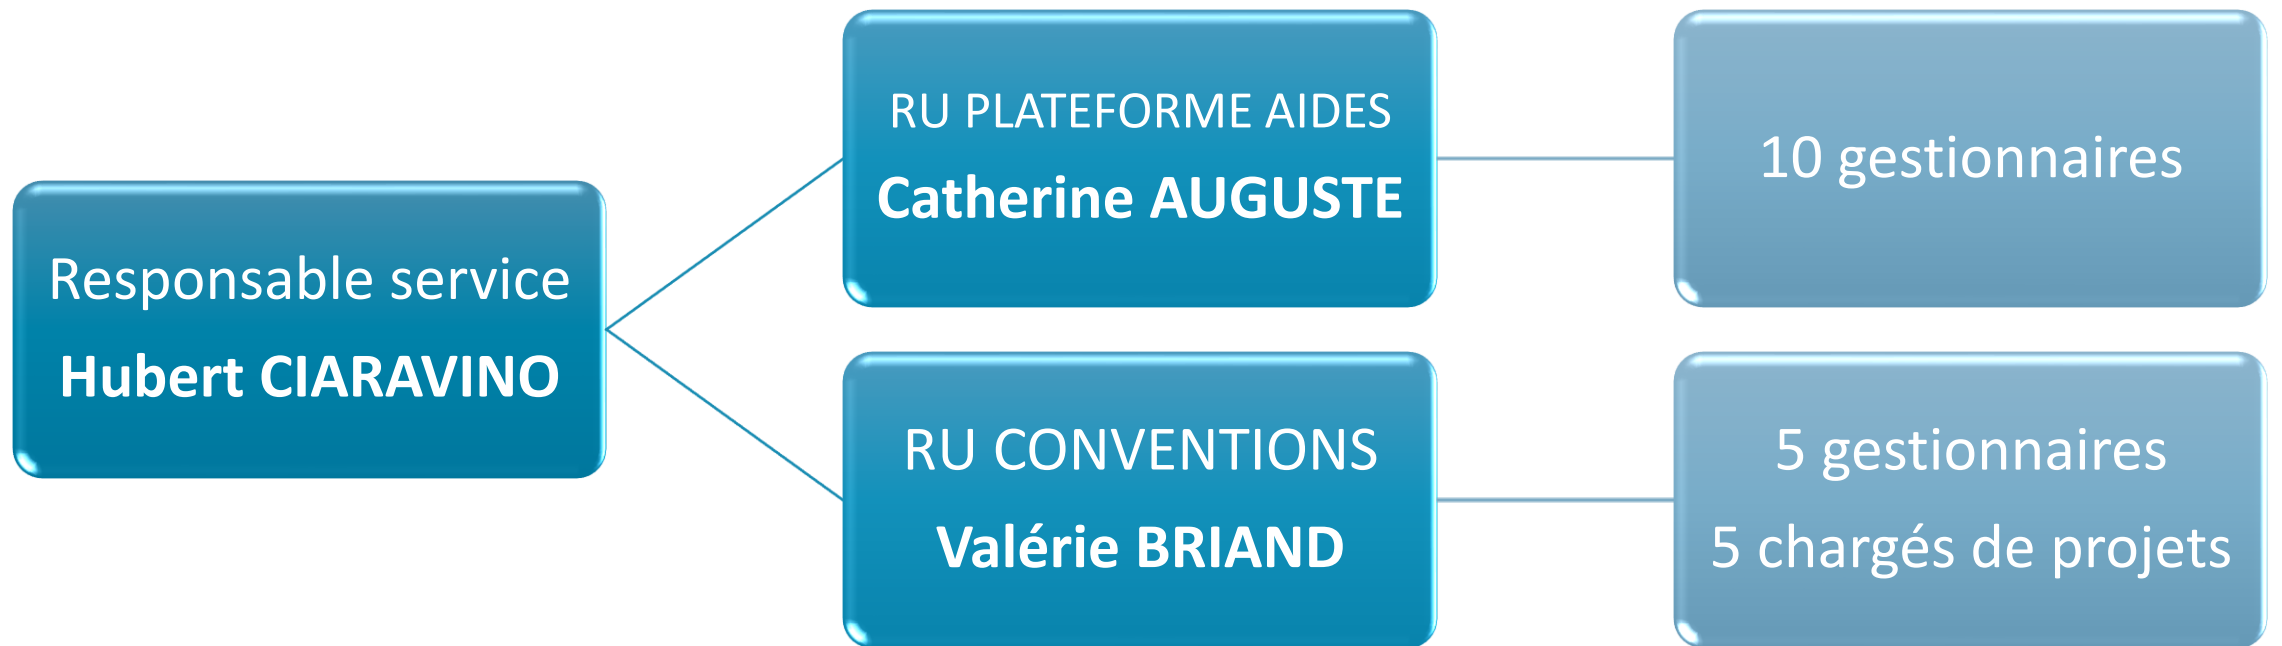 Responsable service
Hubert CIARAVINO
RU PLATEFORME AIDES
Catherine AUGUSTE
10 gestionnaires
RU CONVENTIONS
Valérie BRIAND
5 gestionnaires
5 chargés de projets